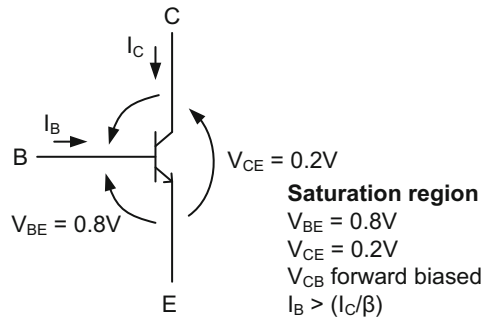 C
I_C
I_B
B
V_CE = 0.2V
V_BE = 0.8V
E
Saturation region
V_BE = 0.8V
V_CE = 0.2V
V_CB forward biased
I_B > (I_C/β)